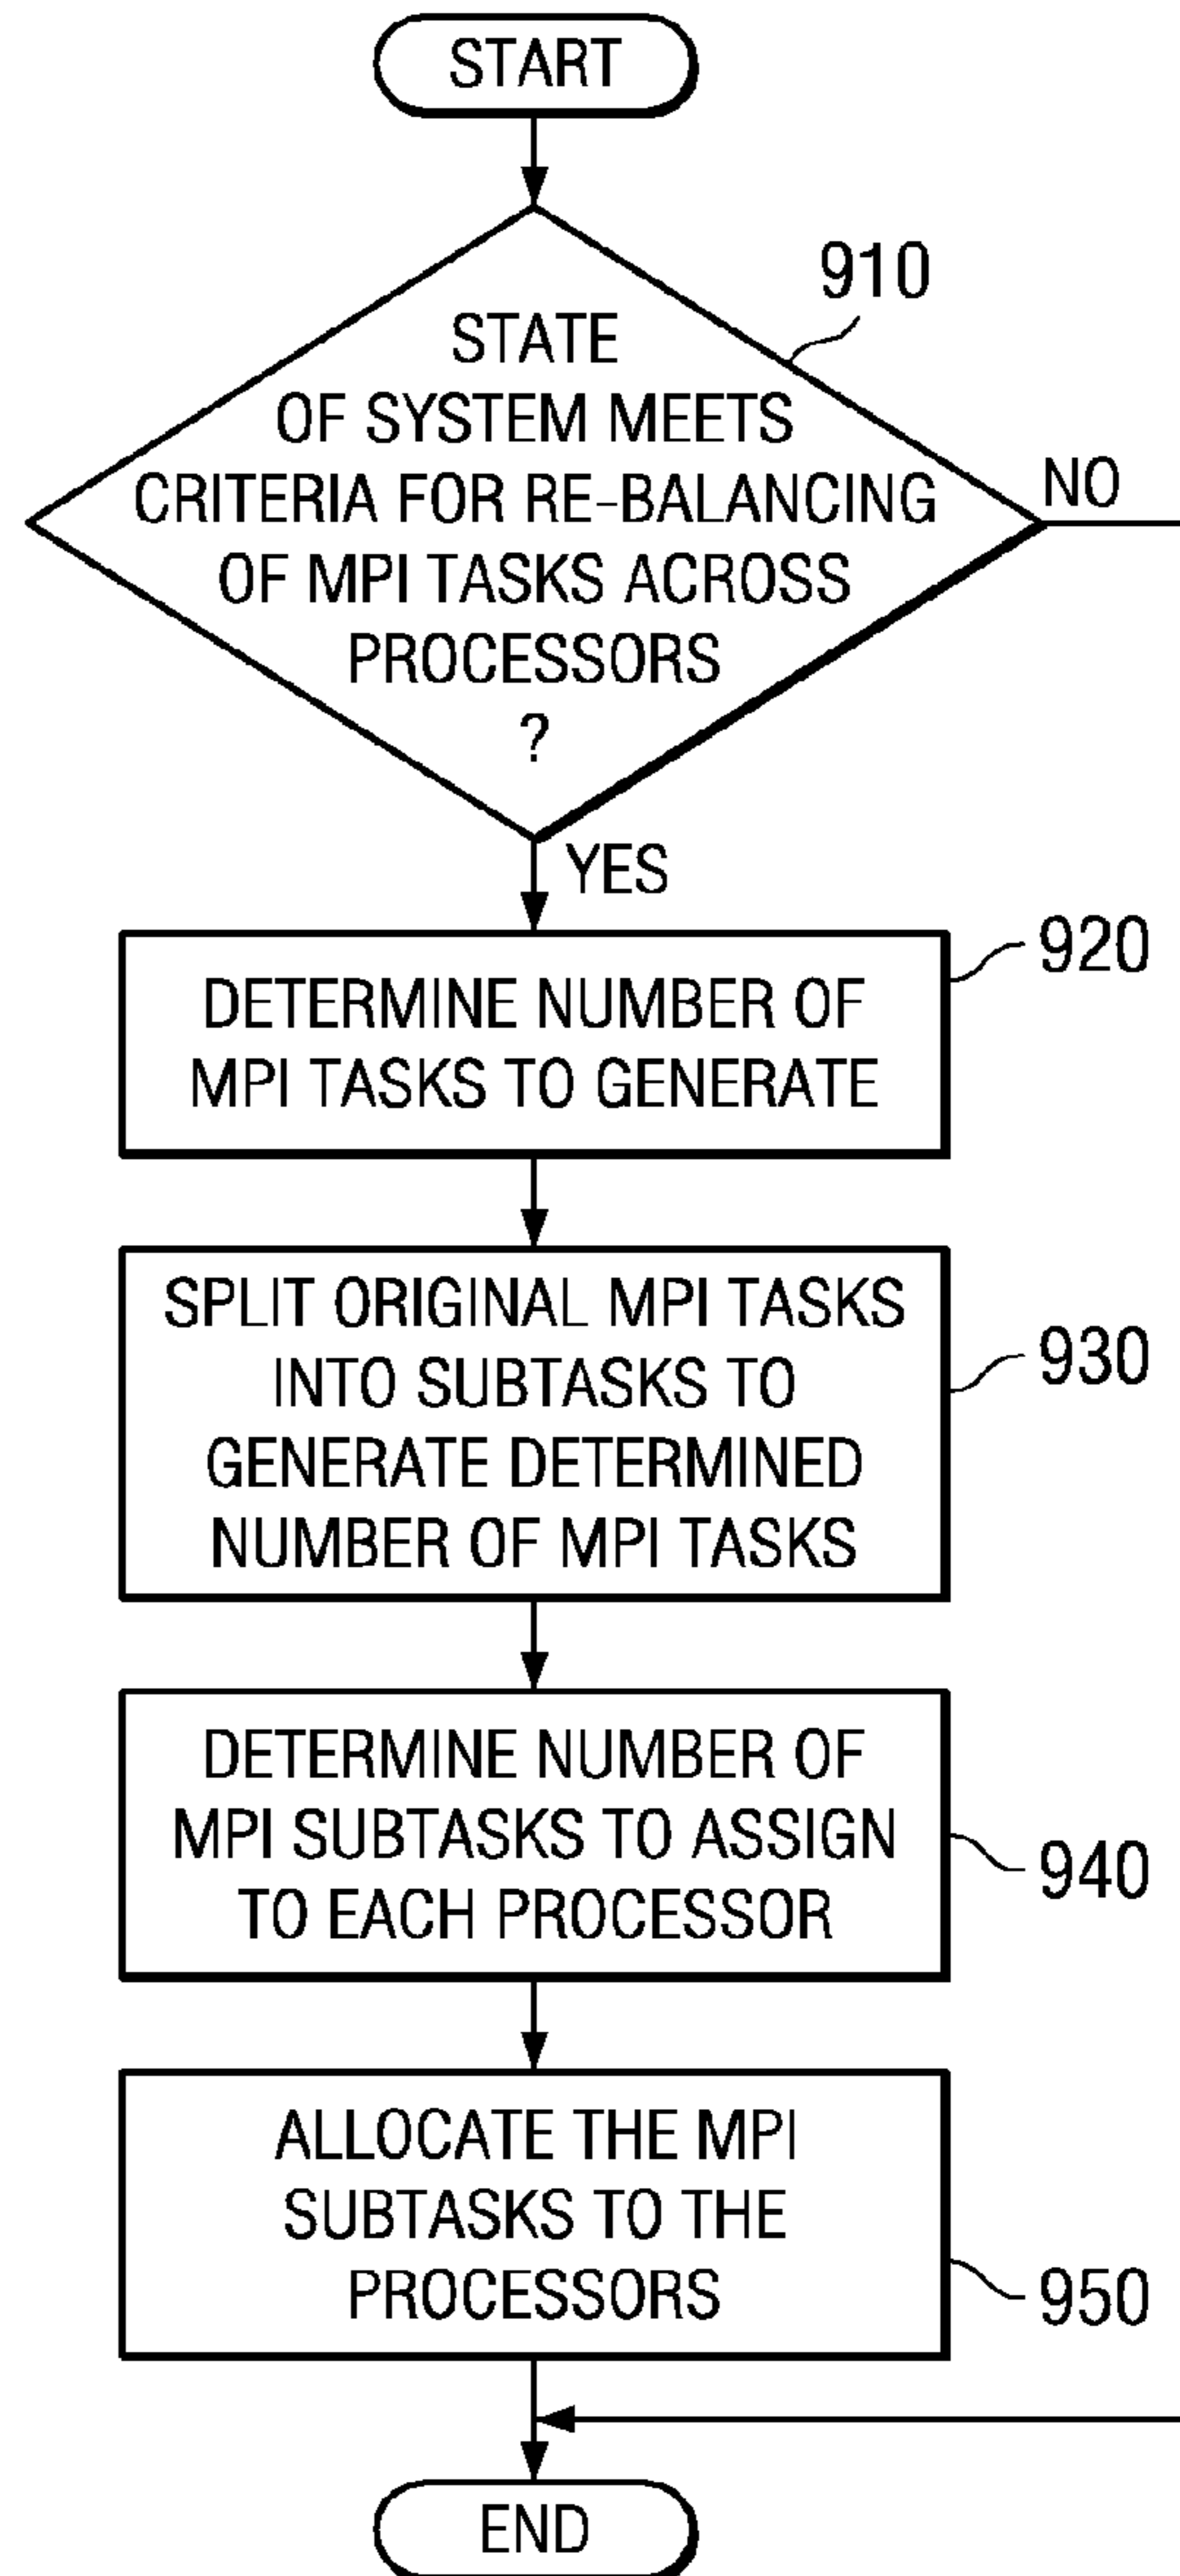 START
910
STATE
OF SYSTEM MEETS
CRITERIA FOR RE-BALANCING
OF MPI TASKS ACROSS
PROCESSORS
?
NO
YES
920
DETERMINE NUMBER OF
MPI TASKS TO GENERATE
SPLIT ORIGINAL MPI TASKS
INTO SUBTASKS TO
GENERATE DETERMINED
NUMBER OF MPI TASKS
930
DETERMINE NUMBER OF
MPI SUBTASKS TO ASSIGN
TO EACH PROCESSOR
940
ALLOCATE THE MPI
SUBTASKS TO THE
PROCESSORS
950
END